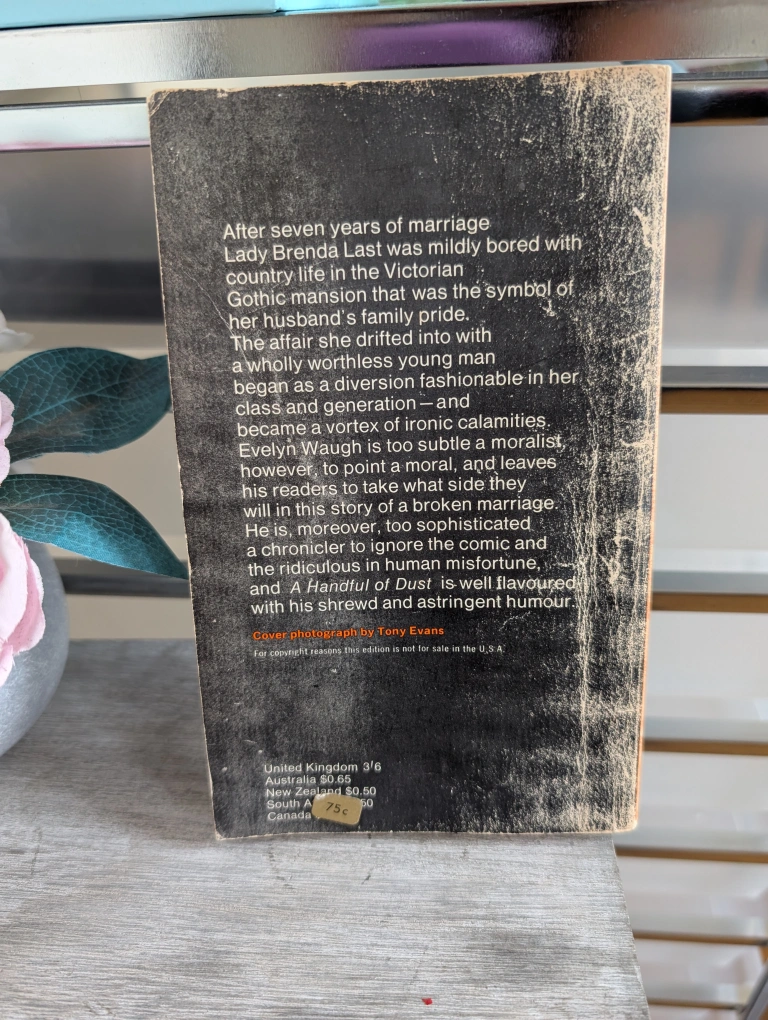 After seven years of marriage
Lady Brenda Last was mildly bored with
country life in the Victorian
Gothic mansion that was the symbol of
her husband's family pride.
The affair she drifted into with
a wholly worthless young man
began as a diversion fashionable in her
class and generation—and
became a vortex of ironic calamities.
Evelyn Waugh is too subtle a moralist,
however, to point a moral, and leaves
his readers to take what side they
will in this story of a broken marriage.
He is, moreover, too sophisticated
a chronicler to ignore the comic and
the ridiculous in human misfortune,
and A Handful of Dust is well flavoured
with his shrewd and astringent humour.
Cover photograph by Tony Evans
For copyright reasons this edition is not for sale in the U.S.A.
United Kingdom 3'6
Australia $0.65
New Zealand $0.50
South A 50
Canada
75c